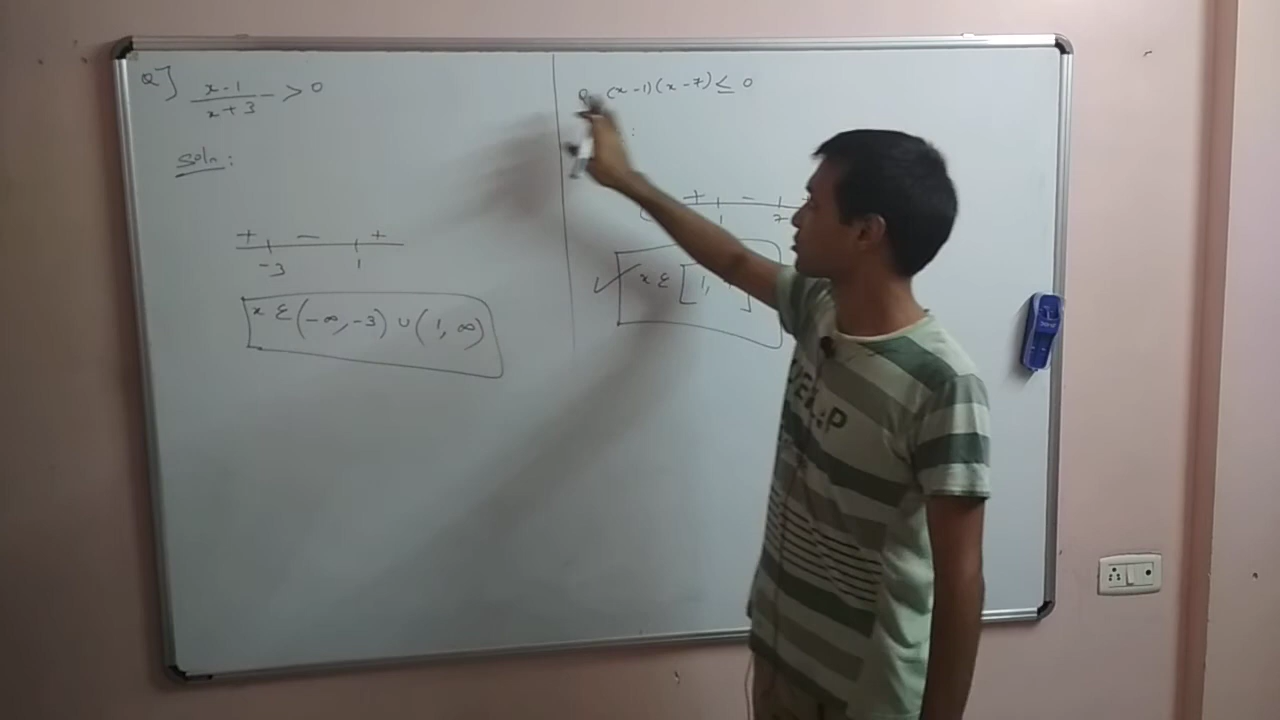 Q] x-1 / x+3 > 0
Soln:
+ - +
-3 1
x ε (-∞, -3) ∪ (1, ∞)
(x-1)(x-7) ≤ 0
:
+ -
1 7
x ε [1, ]